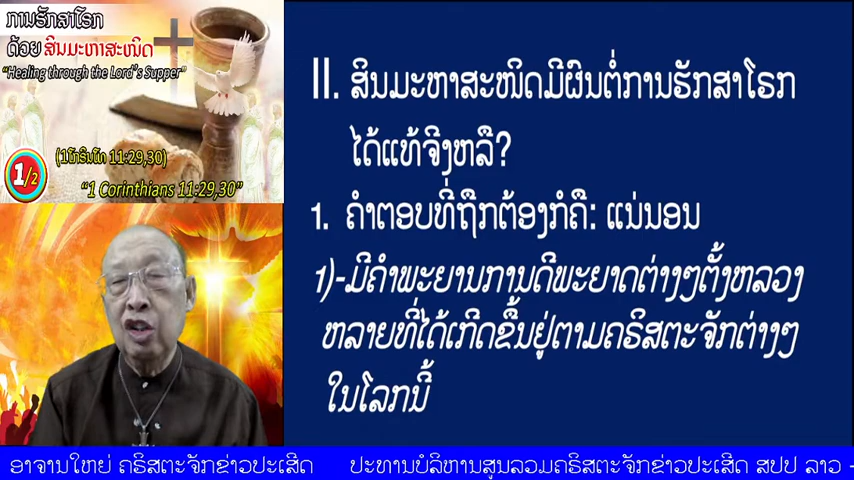 ການຮັກສາໂຣກ
ດ້ວຍ ສິນມະຫາສະໜິດ
“Healing through the Lord's Supper”
(1ໂກຣິນໂທ 11:29,30)
1/2
“1 Corinthians 11:29,30”
II. ສິນມະຫາສະໜິດມີຜົນຕໍ່ການຮັກສາໂຣກ
ໄດ້ແທ້ຈີງຫລື?
1. ຄຳຕອບທີ່ຖືກຕ້ອງກໍຄື: ແນ່ນອນ
1)-ມີຄຳພະຍານການດີພະຍາດຕ່າງໆຕັ້ງຫລວງ
ຫລາຍທີ່ໄດ້ເກີດຂື້ນຢູ່ຕາມຄຣິສຕະຈັກຕ່າງໆ
ໃນໂລກນີ້
ອາຈານໃຫຍ່ ຄຣິສຕະຈັກຂ່າວປະເສີດ ປະທານບໍລິຫານສູນລວມຄຣິສຕະຈັກຂ່າວປະເສີດ ສປປ ລາວ -